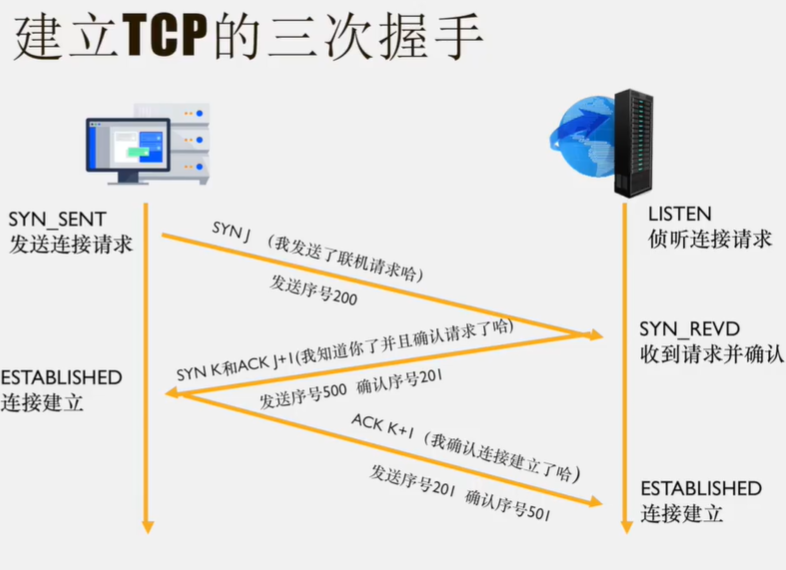 建立TCP的三次握手
SYN_SENT
发送连接请求
LISTEN
侦听连接请求
SYN J （我发送了联机请求哈）
发送序号200
SYN_REVD
收到请求并确认
SYN K和ACK J+1(我知道你了并且确认请求了哈)
发送序号500 确认序号201
ESTABLISHED
连接建立
ACK K+1（我确认连接建立了哈）
发送序号201 确认序号501
ESTABLISHED
连接建立